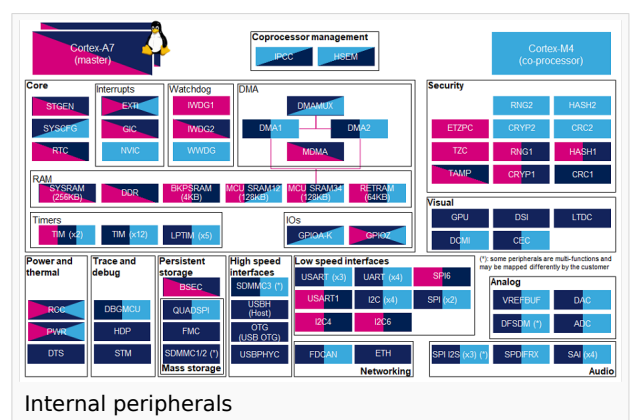 Cortex-A7
(master)
Coprocessor management
IPCC
HSEM
Cortex-M4
(co-processor)
Core
STGEN
SYSCFG
RTC
Interrupts
EXTI
GIC
NVIC
Watchdog
IWDG1
IWDG2
WWDG
DMA
DMAMUX
DMA1
DMA2
MDMA
Security
RNG2
HASH2
ETZPC
CRYP2
CRC2
TZC
RNG1
HASH1
TAMP
CRYP1
CRC1
RAM
SYSRAM
(256KB)
DDR
BKPSRAM
(4KB)
MCU SRAM12
(128KB)
MCU SRAM34
(128KB)
RETRAM
(64KB)
Timers
TIM (x2)
TIM (x12)
LPTIM (x5)
IOs
GPIOA-K
GPIOZ
Visual
GPU
DSI
LTDC
DCMI
CEC
(*): some peripherals are multi-functions and
may be mapped differently by the customer
Power and
thermal
RCC
PWR
DTS
Trace and
debug
DBGMCU
HDP
STM
Persistent
storage
BSEC
QUADSPI
FMC
SDMMC1/2 (*)
Mass storage
High speed
interfaces
SDMMC3 (*)
USBH
(Host)
OTG
(USB OTG)
USBPHYC
Low speed interfaces
USART (x3)
UART (x4)
SPI6
USART1
I2C (x4)
SPI (x2)
I2C4
I2C6
FDCAN
ETH
Networking
Analog
VREFBUF
DAC
DFSDM (*)
ADC
SPI I2S (x3) (*)
SPDIFRX
SAI (x4)
Audio
Internal peripherals